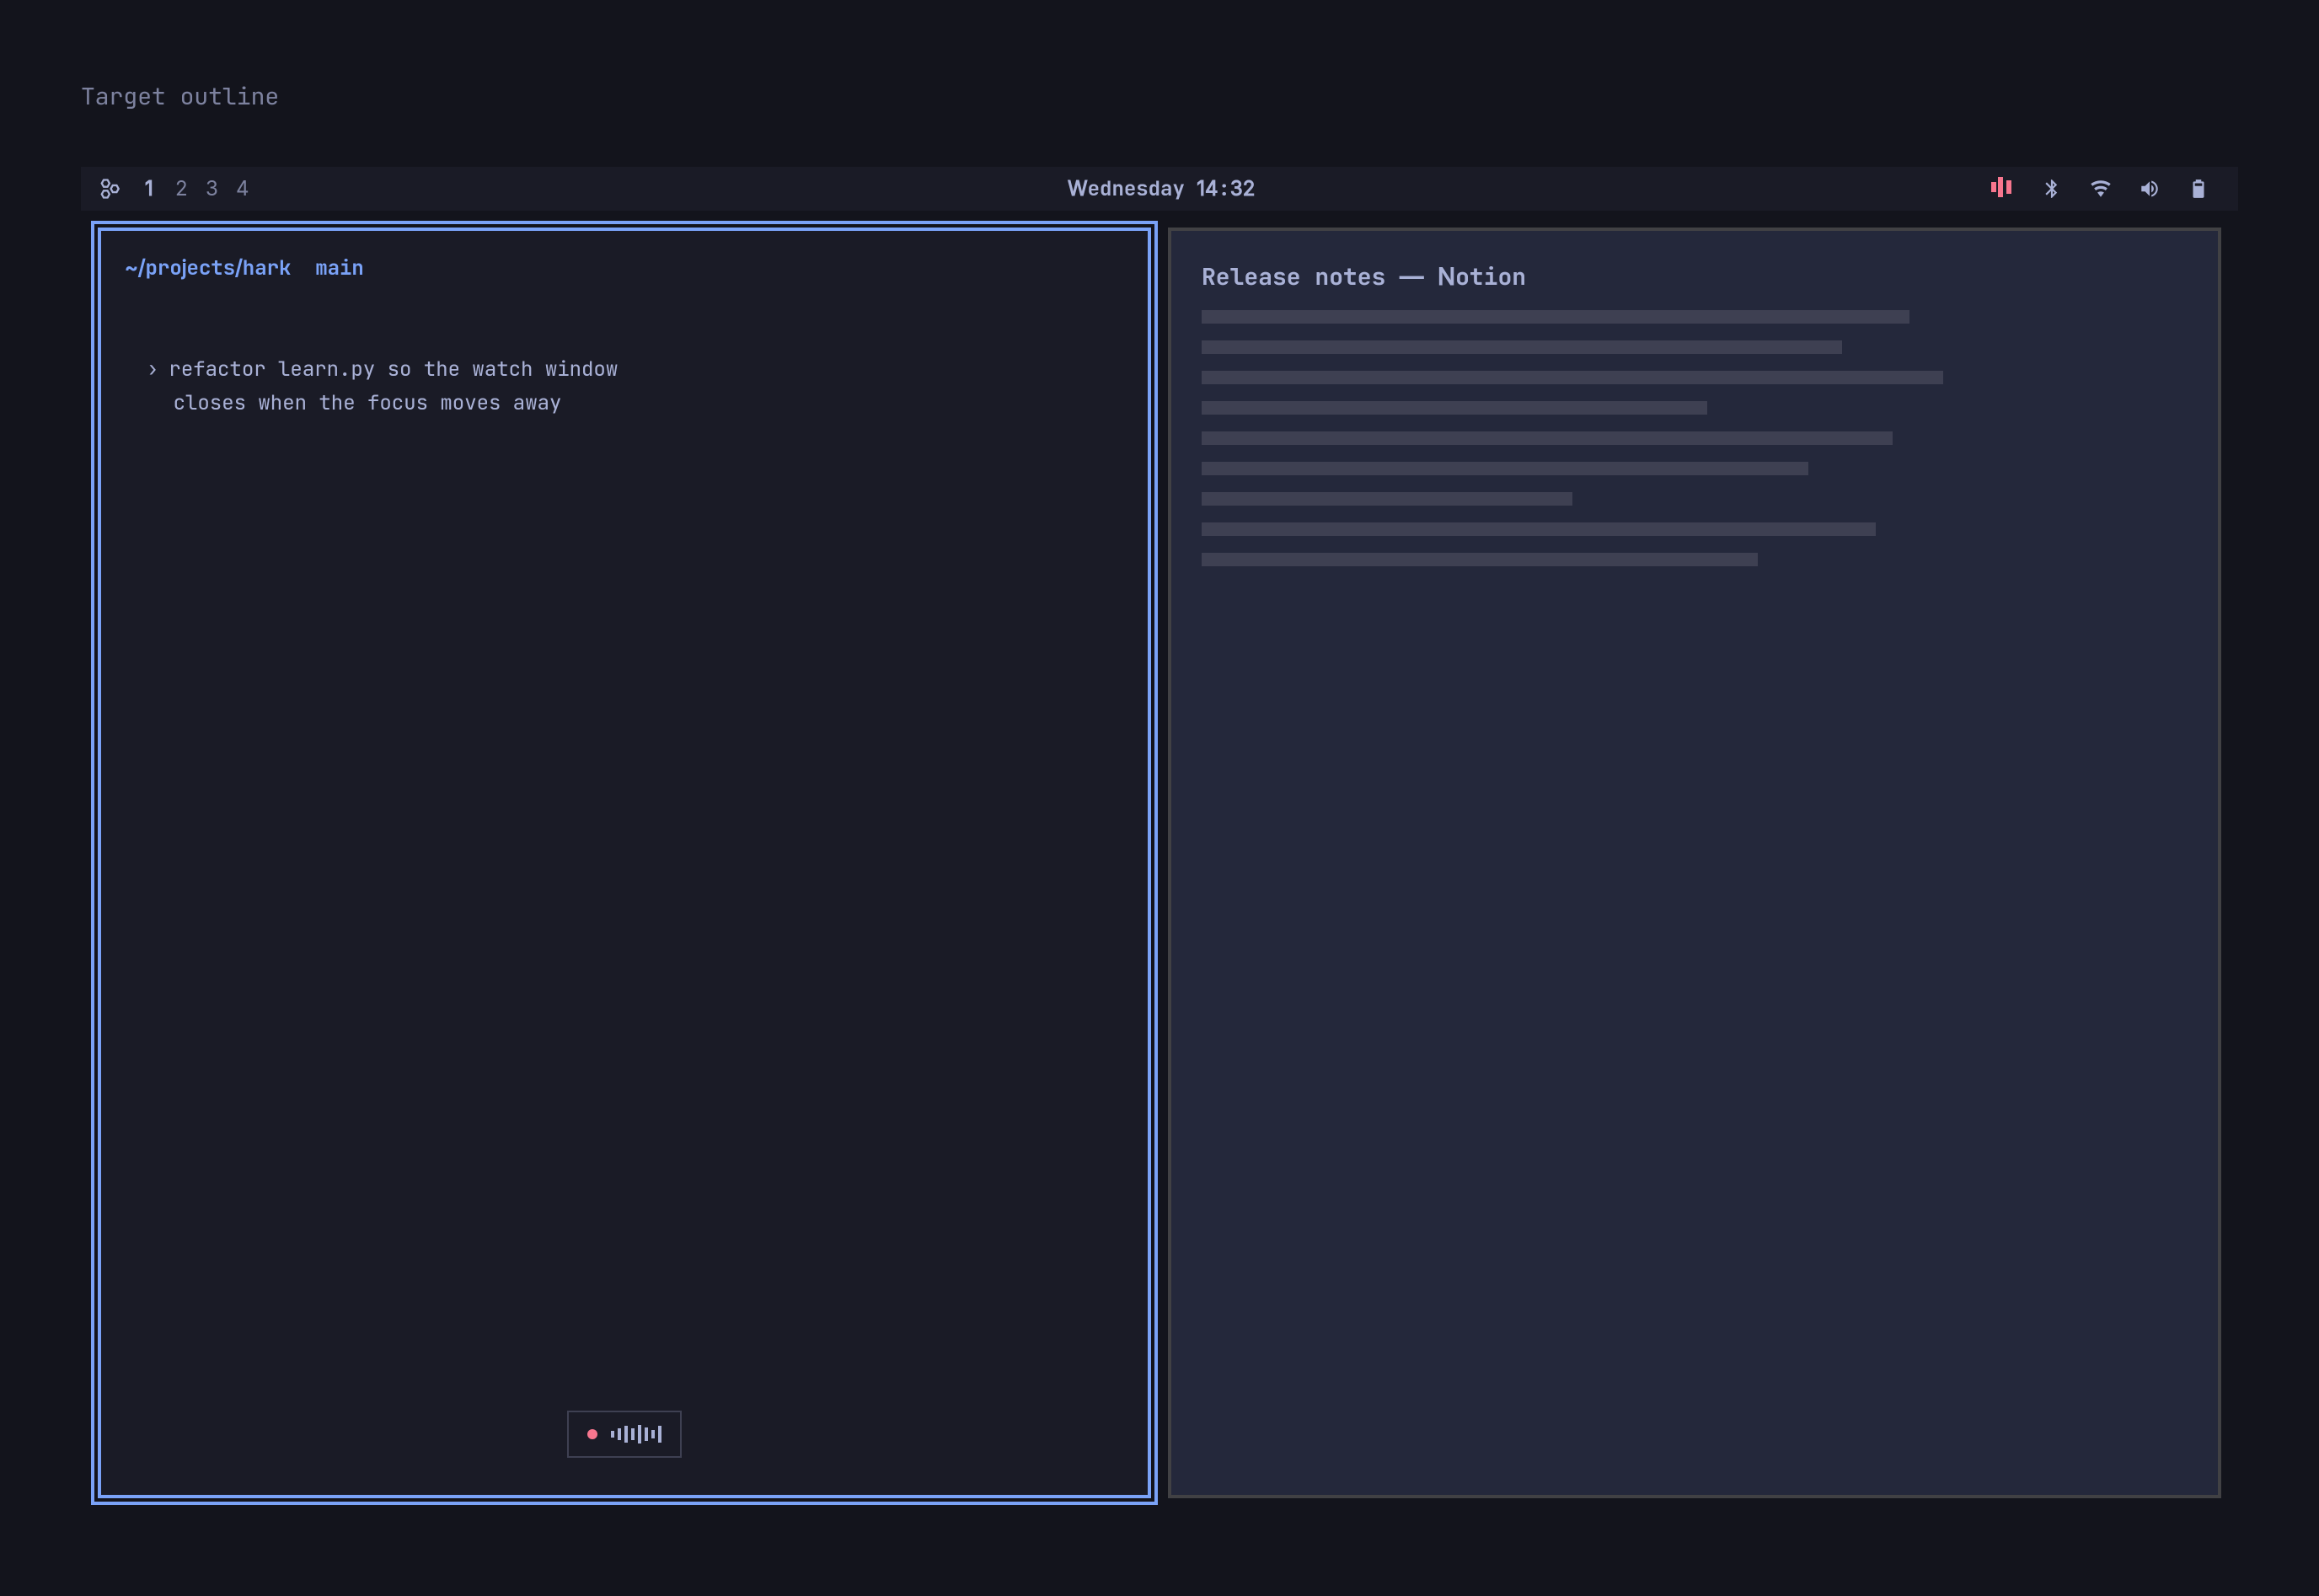 Target outline
1 2 3 4
Wednesday 14:32
~/projects/hark main
› refactor learn.py so the watch window
closes when the focus moves away
Release notes — Notion